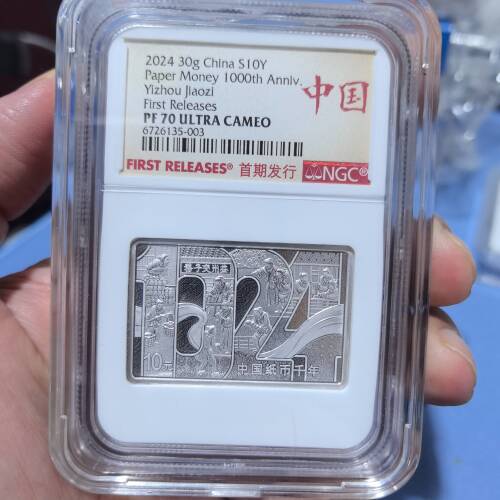 2024 30g China S10Y
Paper Money 1000th Anniv.
Yizhou Jiaozi
First Releases
PF 70 ULTRA CAMEO
6726135-003
中国
FIRST RELEASES® 首期发行
NGC®
1024
10元
中国纸币千年